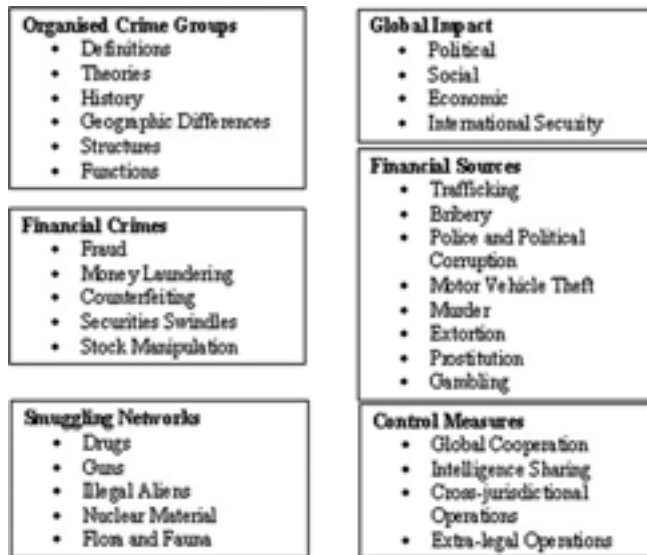 Organised Crime Groups
• Definitions
• Theories
• History
• Geographic Differences
• Structures
• Functions
Financial Crimes
• Fraud
• Money Laundering
• Counterfeiting
• Securities Swindles
• Stock Manipulation
Smuggling Networks
• Drugs
• Guns
• Illegal Aliens
• Nuclear Material
• Flora and Fauna
Global Impact
• Political
• Social
• Economic
• International Security
Financial Sources
• Trafficking
• Bribery
• Police and Political
Corruption
• Motor Vehicle Theft
• Murder
• Extortion
• Prostitution
• Gambling
Control Measures
• Global Cooperation
• Intelligence Sharing
• Cross-jurisdictional
Operations
• Extra-legal Operations